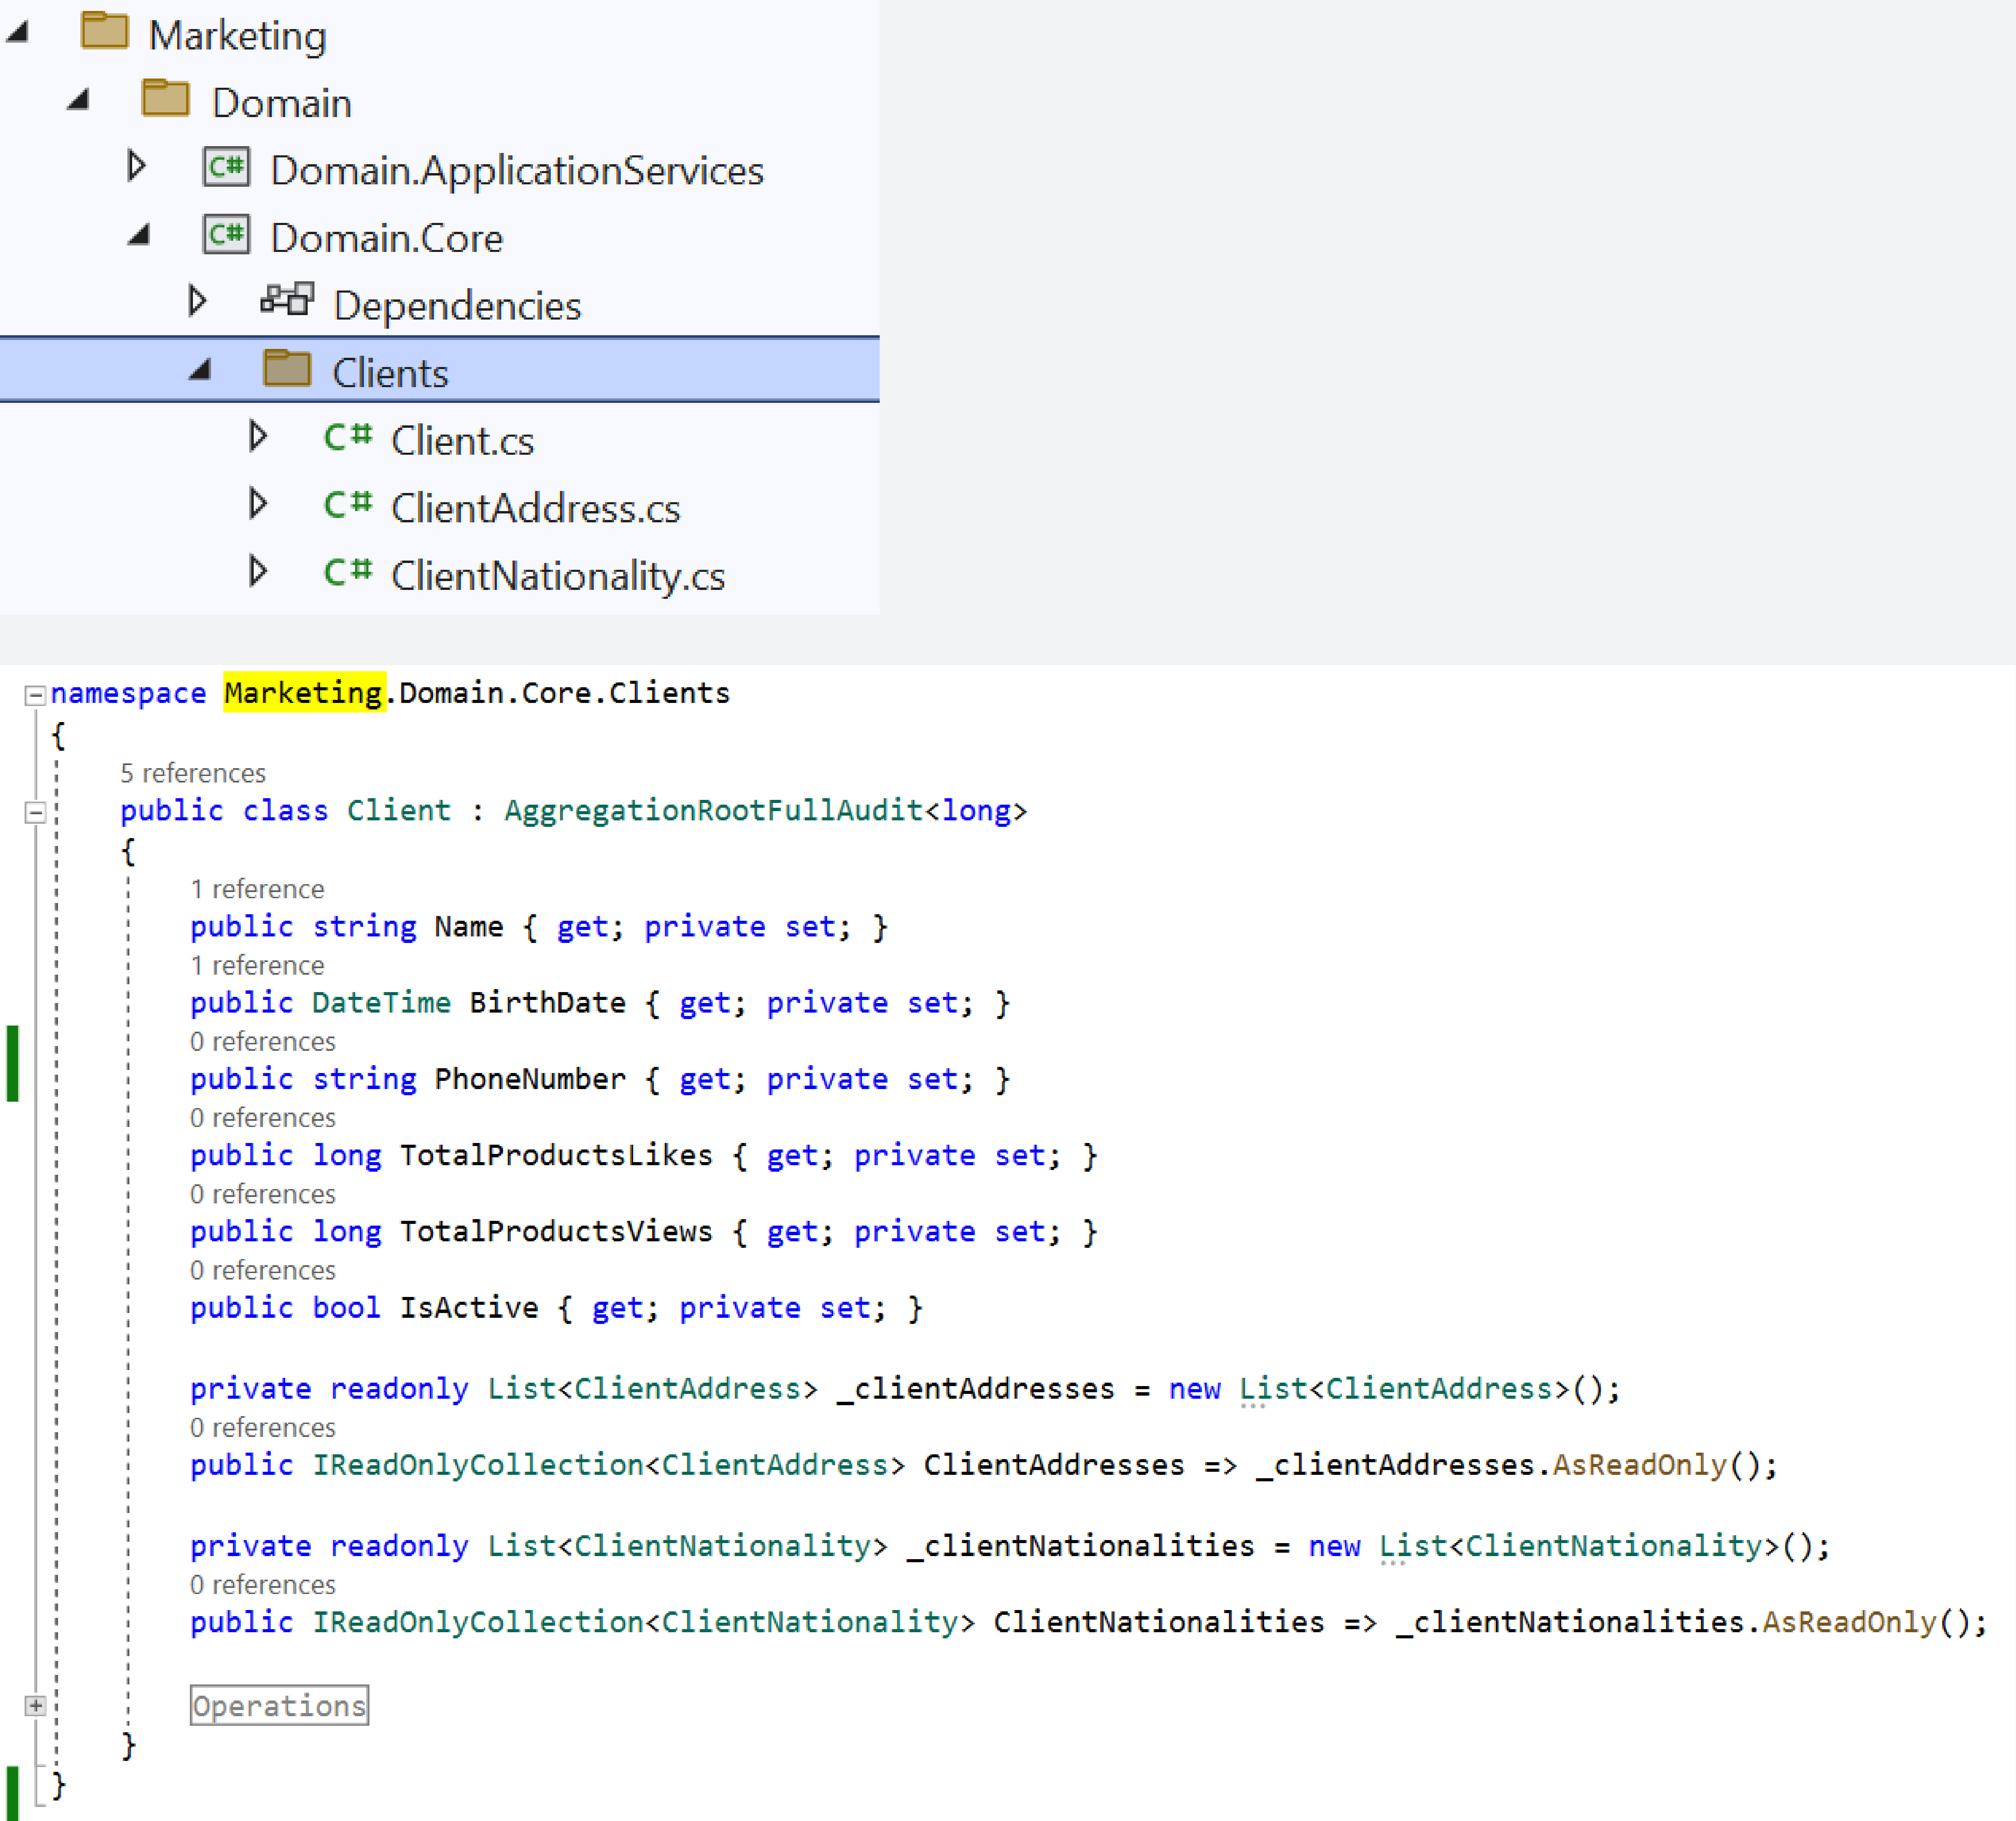 Marketing
Domain
C# Domain.ApplicationServices
C# Domain.Core
Dependencies
Clients
C# Client.cs
C# ClientAddress.cs
C# ClientNationality.cs
namespace Marketing.Domain.Core.Clients
{
5 references
public class Client : AggregationRootFullAudit<long>
{
1 reference
public string Name { get; private set; }
1 reference
public DateTime BirthDate { get; private set; }
0 references
public string PhoneNumber { get; private set; }
0 references
public long TotalProductsLikes { get; private set; }
0 references
public long TotalProductsViews { get; private set; }
0 references
public bool IsActive { get; private set; }
private readonly List<ClientAddress> _clientAddresses = new List<ClientAddress>();
0 references
public IReadOnlyCollection<ClientAddress> ClientAddresses => _clientAddresses.AsReadOnly();
private readonly List<ClientNationality> _clientNationalities = new List<ClientNationality>();
0 references
public IReadOnlyCollection<ClientNationality> ClientNationalities => _clientNationalities.AsReadOnly();
Operations
}
}